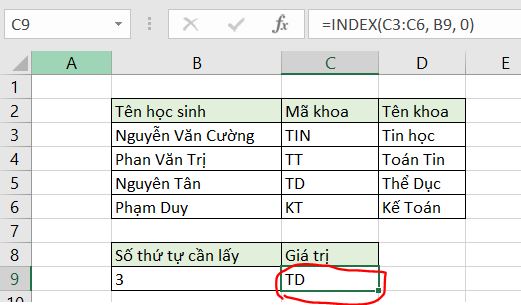 C9 =INDEX(C3:C6, B9, 0)
A B C D E
1
2 Tên học sinh Mã khoa Tên khoa
3 Nguyễn Văn Cường TIN Tin học
4 Phan Văn Trị TT Toán Tin
5 Nguyên Tân TD Thể Dục
6 Phạm Duy KT Kế Toán
7
8 Số thứ tự cần lấy Giá trị
9 3 TD
10